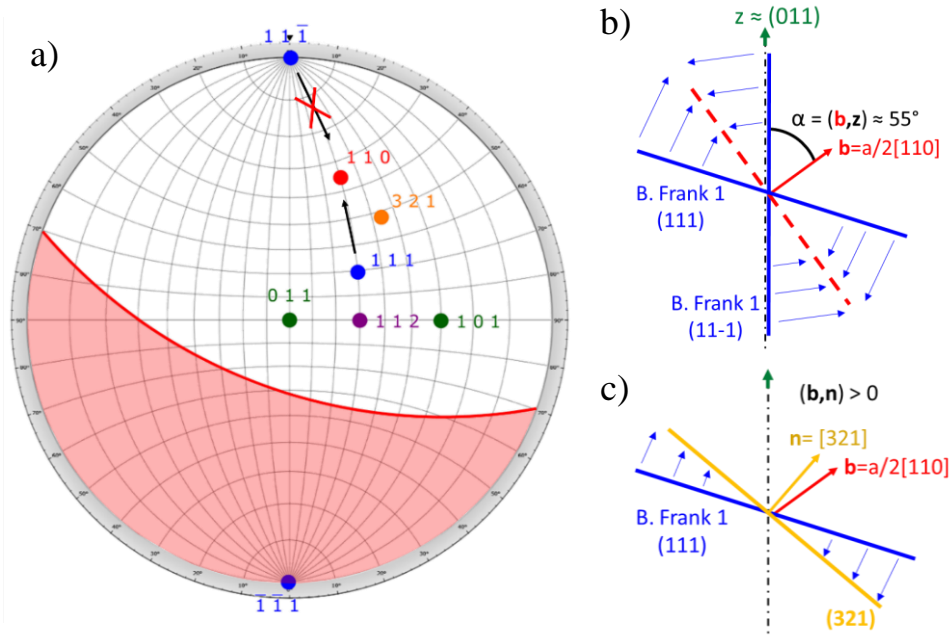 a)
1 1 1̅
1 1 0
3 2 1
1 1 1
0 1 1
1 1 2
1 0 1
1̅ 1̅ 1
b)
z ≈ (011)
α = (b,z) ≈ 55°
b=a/2[110]
B. Frank 1
(111)
B. Frank 1
(11-1)
c)
(b,n) > 0
n= [321]
b=a/2[110]
B. Frank 1
(111)
(321)